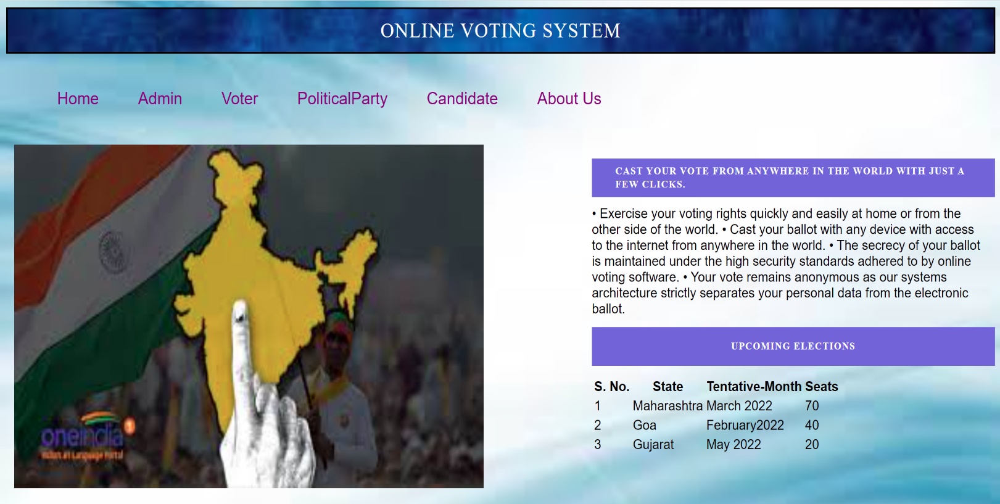 ONLINE VOTING SYSTEM
Home Admin Voter PoliticalParty Candidate About Us
CAST YOUR VOTE FROM ANYWHERE IN THE WORLD WITH JUST A
FEW CLICKS.
• Exercise your voting rights quickly and easily at home or from the
other side of the world. • Cast your ballot with any device with access
to the internet from anywhere in the world. • The secrecy of your ballot
is maintained under the high security standards adhered to by online
voting software. • Your vote remains anonymous as our systems
architecture strictly separates your personal data from the electronic
ballot.
UPCOMING ELECTIONS
S. No. State Tentative-Month Seats
1 Maharashtra March 2022 70
2 Goa February2022 40
3 Gujarat May 2022 20
oneindia
Language Portal